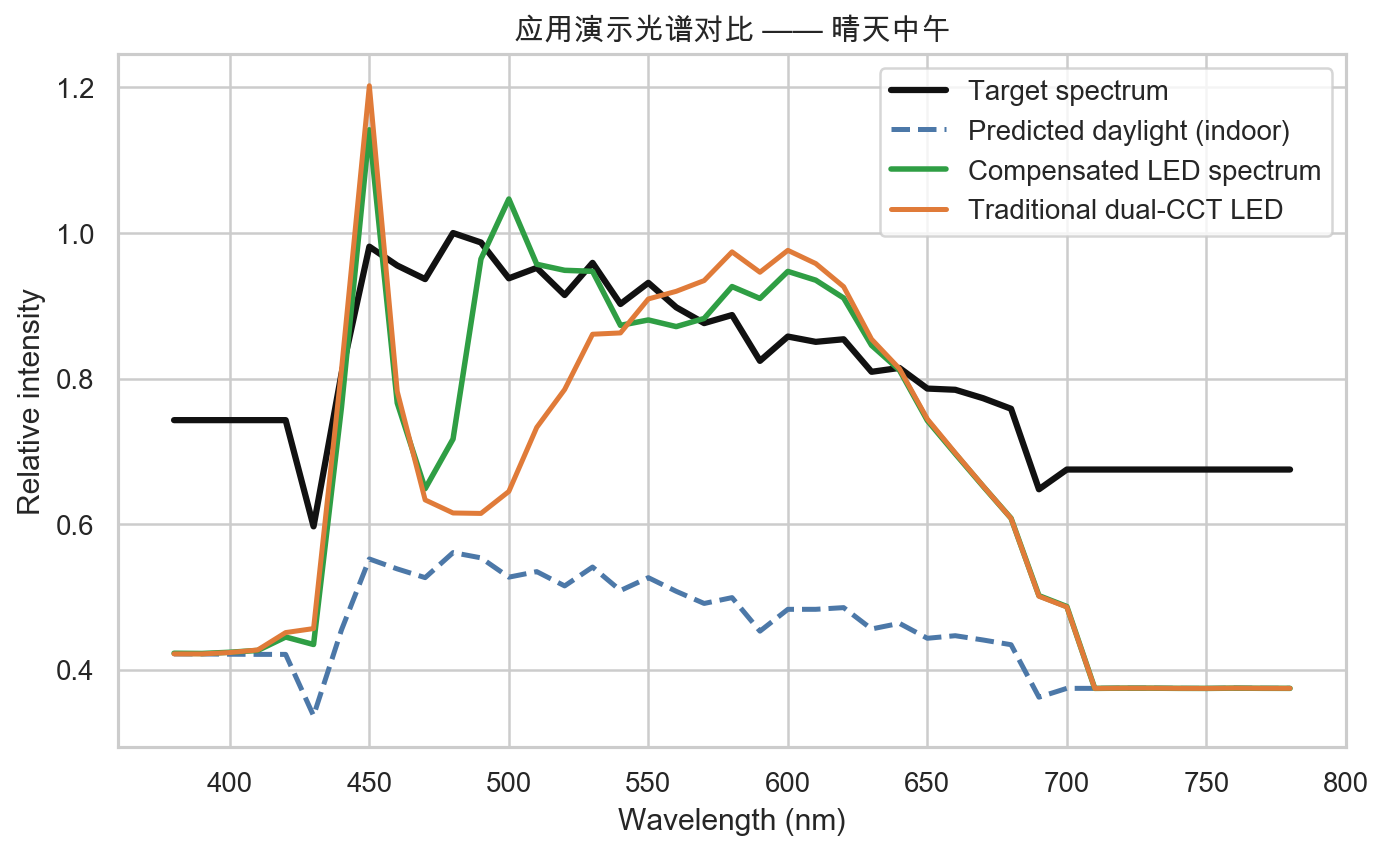 应用演示光谱对比 —— 晴天中午
1.2
1.0
0.8
0.6
0.4
Relative intensity
Target spectrum
Predicted daylight (indoor)
Compensated LED spectrum
Traditional dual-CCT LED
400 450 500 550 600 650 700 750 800
Wavelength (nm)